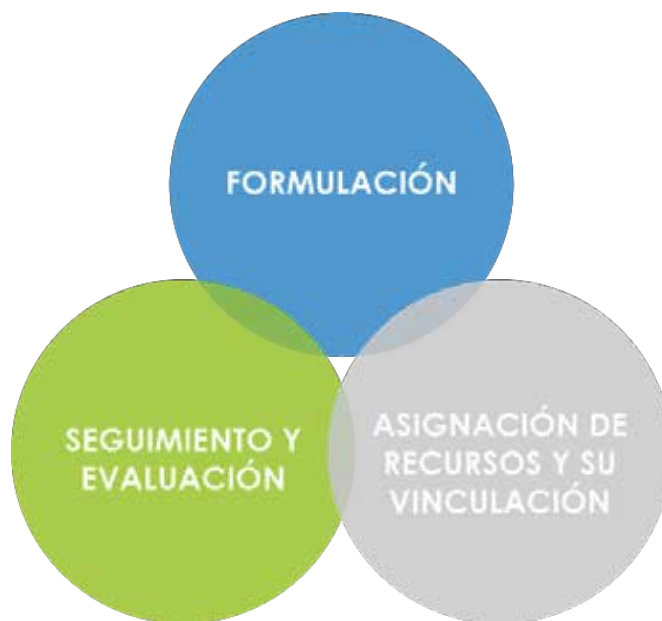 FORMULACIÓN
SEGUIMIENTO Y
EVALUACIÓN
ASIGNACIÓN DE
RECURSOS Y SU
VINCULACIÓN